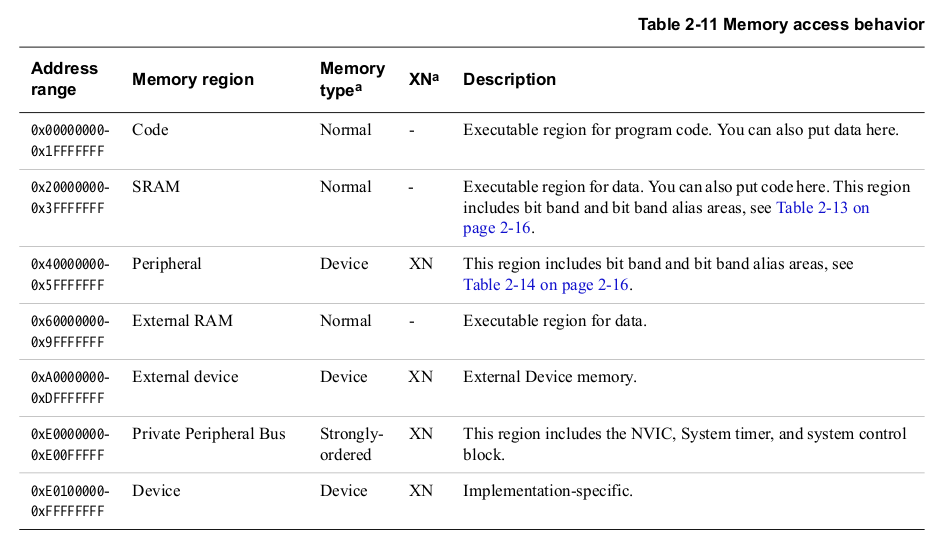 Table 2-11 Memory access behavior
Address range Memory region Memory typeª XNª Description
0x00000000-0x1FFFFFFF Code Normal - Executable region for program code. You can also put data here.
0x20000000-0x3FFFFFFF SRAM Normal - Executable region for data. You can also put code here. This region
includes bit band and bit band alias areas, see Table 2-13 on
page 2-16.
0x40000000-0x5FFFFFFF Peripheral Device XN This region includes bit band and bit band alias areas, see
Table 2-14 on page 2-16.
0x60000000-0x9FFFFFFF External RAM Normal - Executable region for data.
0xA0000000-0xDFFFFFFF External device Device XN External Device memory.
0xE0000000-0xE00FFFFF Private Peripheral Bus Strongly-ordered XN This region includes the NVIC, System timer, and system control
block.
0xE0100000-0xFFFFFFFF Device Device XN Implementation-specific.